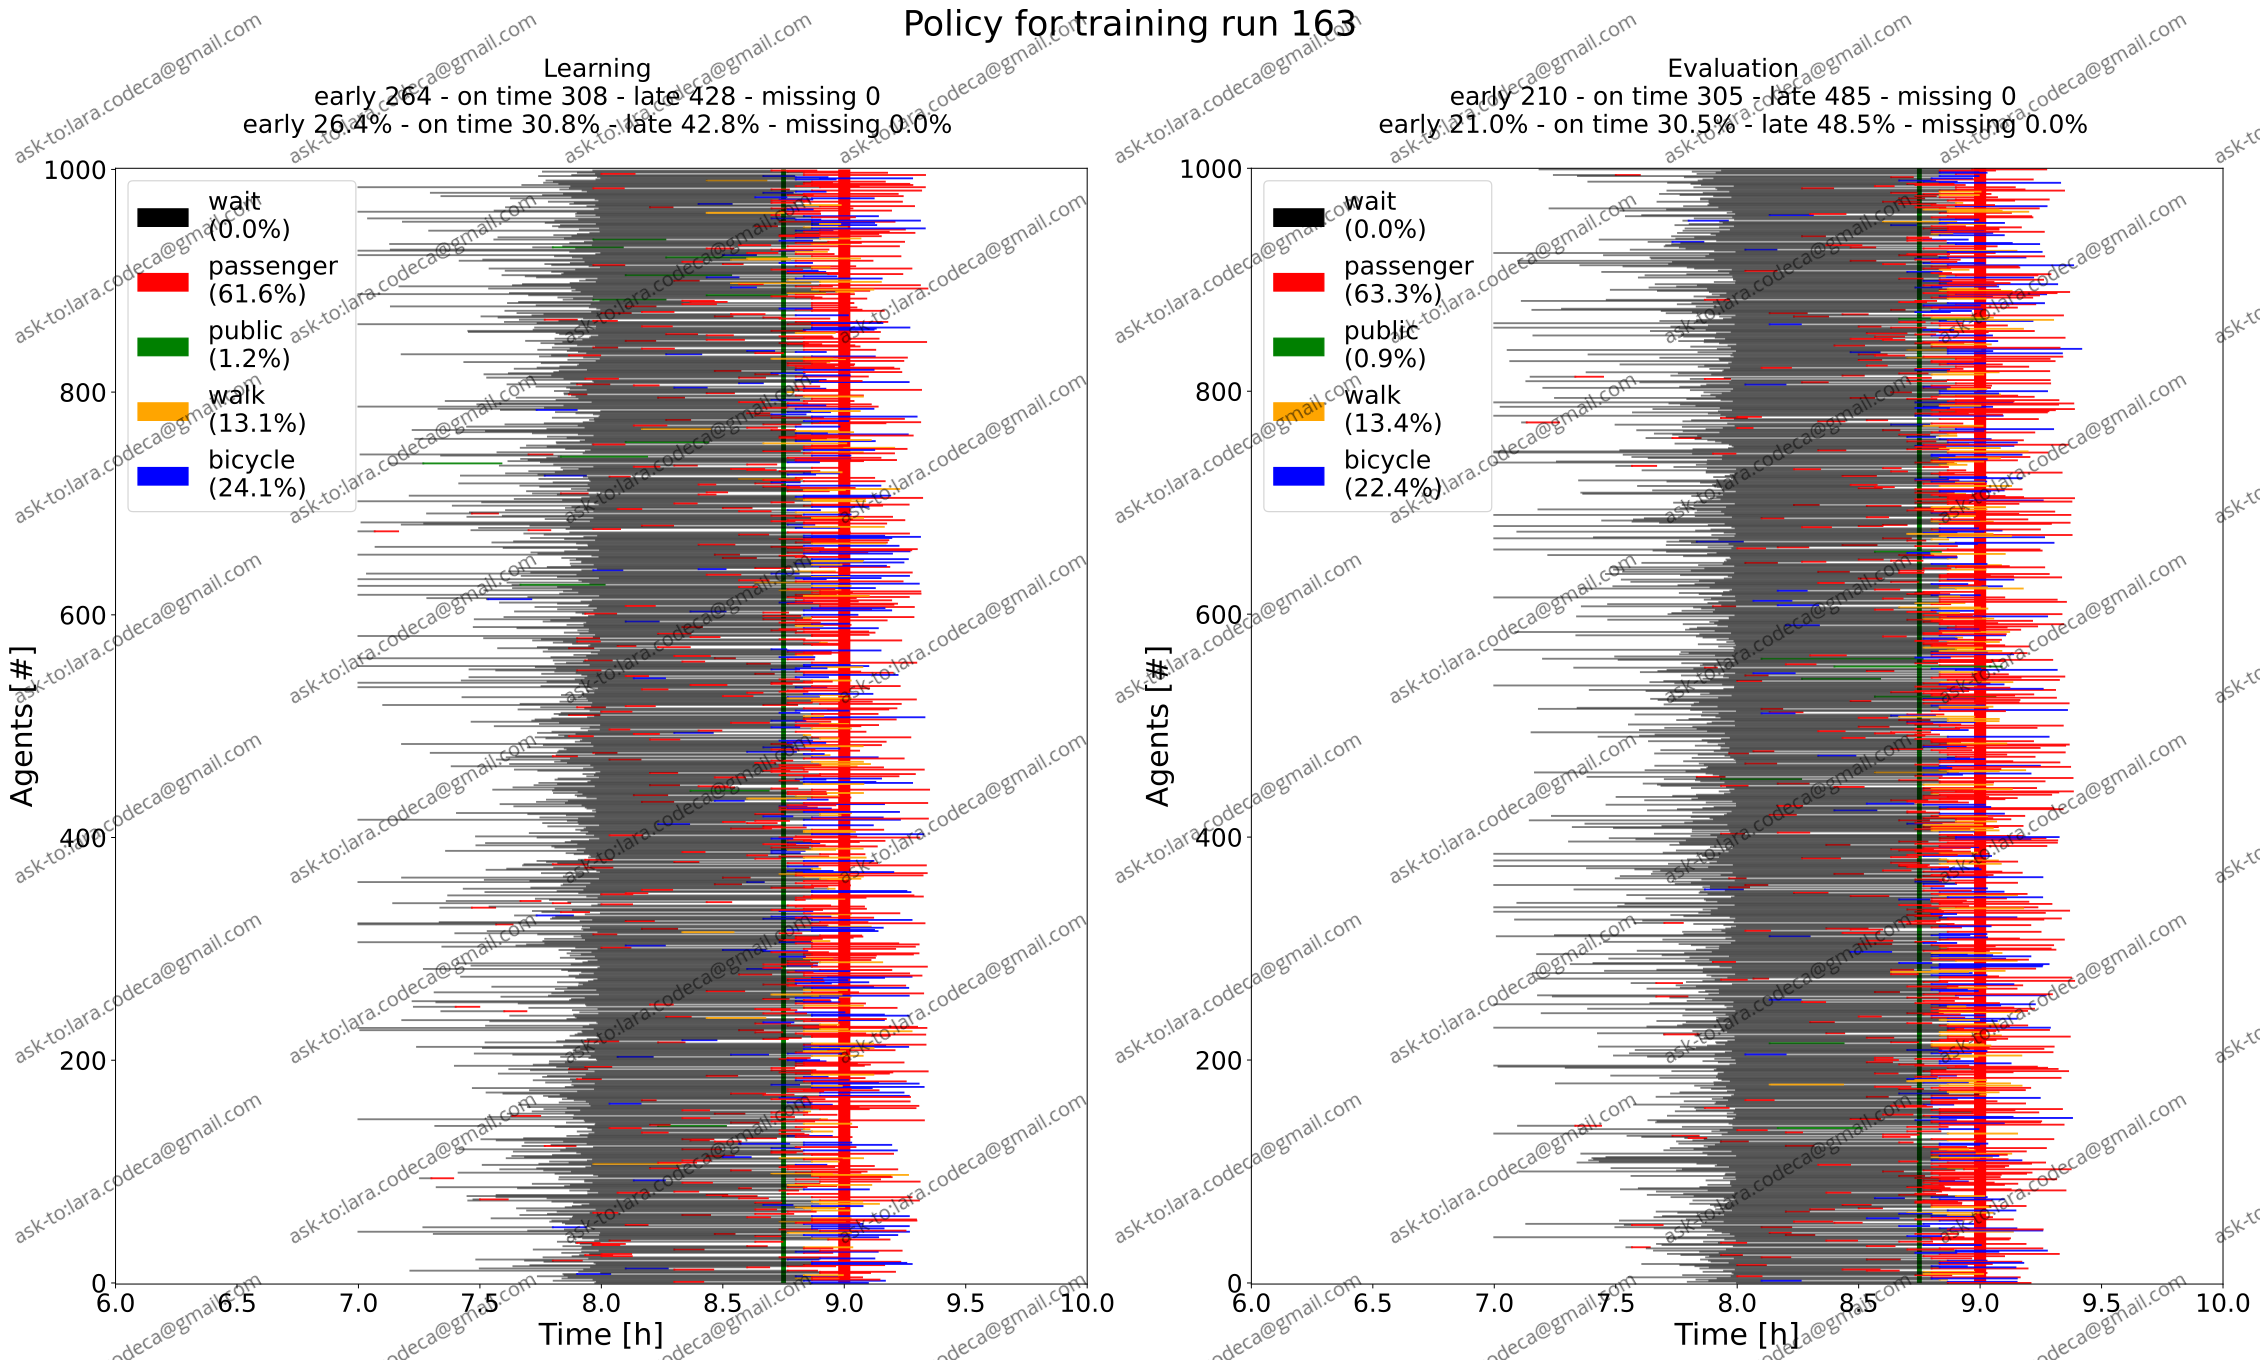 Policy for training run 163
Learning
early 264 - on time 308 - late 428 - missing 0
early 26.4% - on time 30.8% - late 42.8% - missing 0.0%
1000
800
600
400
200
0
Agents [#]
wait
(0.0%)
passenger
(61.6%)
public
(1.2%)
walk
(13.1%)
bicycle
(24.1%)
6.0 6.5 7.0 7.5 8.0 8.5 9.0 9.5 10.0
Time [h]
Evaluation
early 210 - on time 305 - late 485 - missing 0
early 21.0% - on time 30.5% - late 48.5% - missing 0.0%
1000
800
600
400
200
0
Agents [#]
wait
(0.0%)
passenger
(63.3%)
public
(0.9%)
walk
(13.4%)
bicycle
(22.4%)
6.0 6.5 7.0 7.5 8.0 8.5 9.0 9.5 10.0
Time [h]
ask-to:lara.codeca@gmail.com